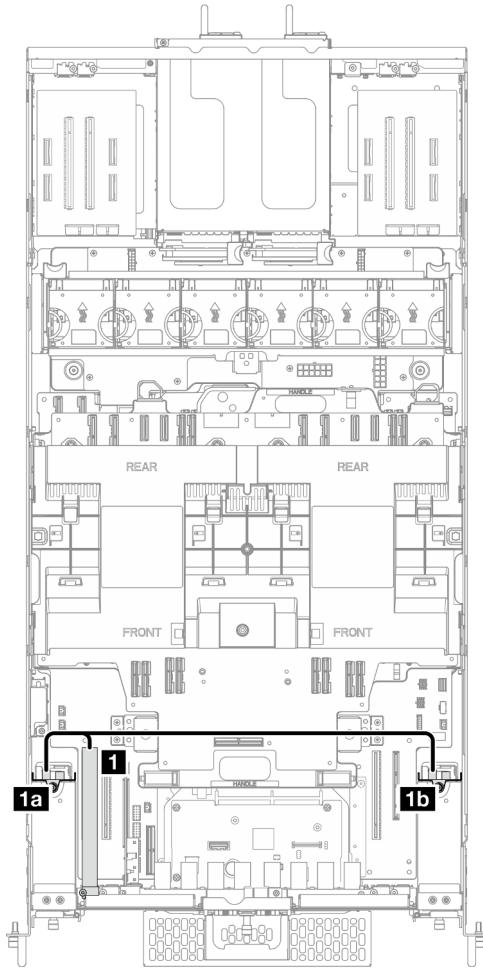 HANDLE
REAR
REAR
FRONT
FRONT
1
1a
1b
HANDLE